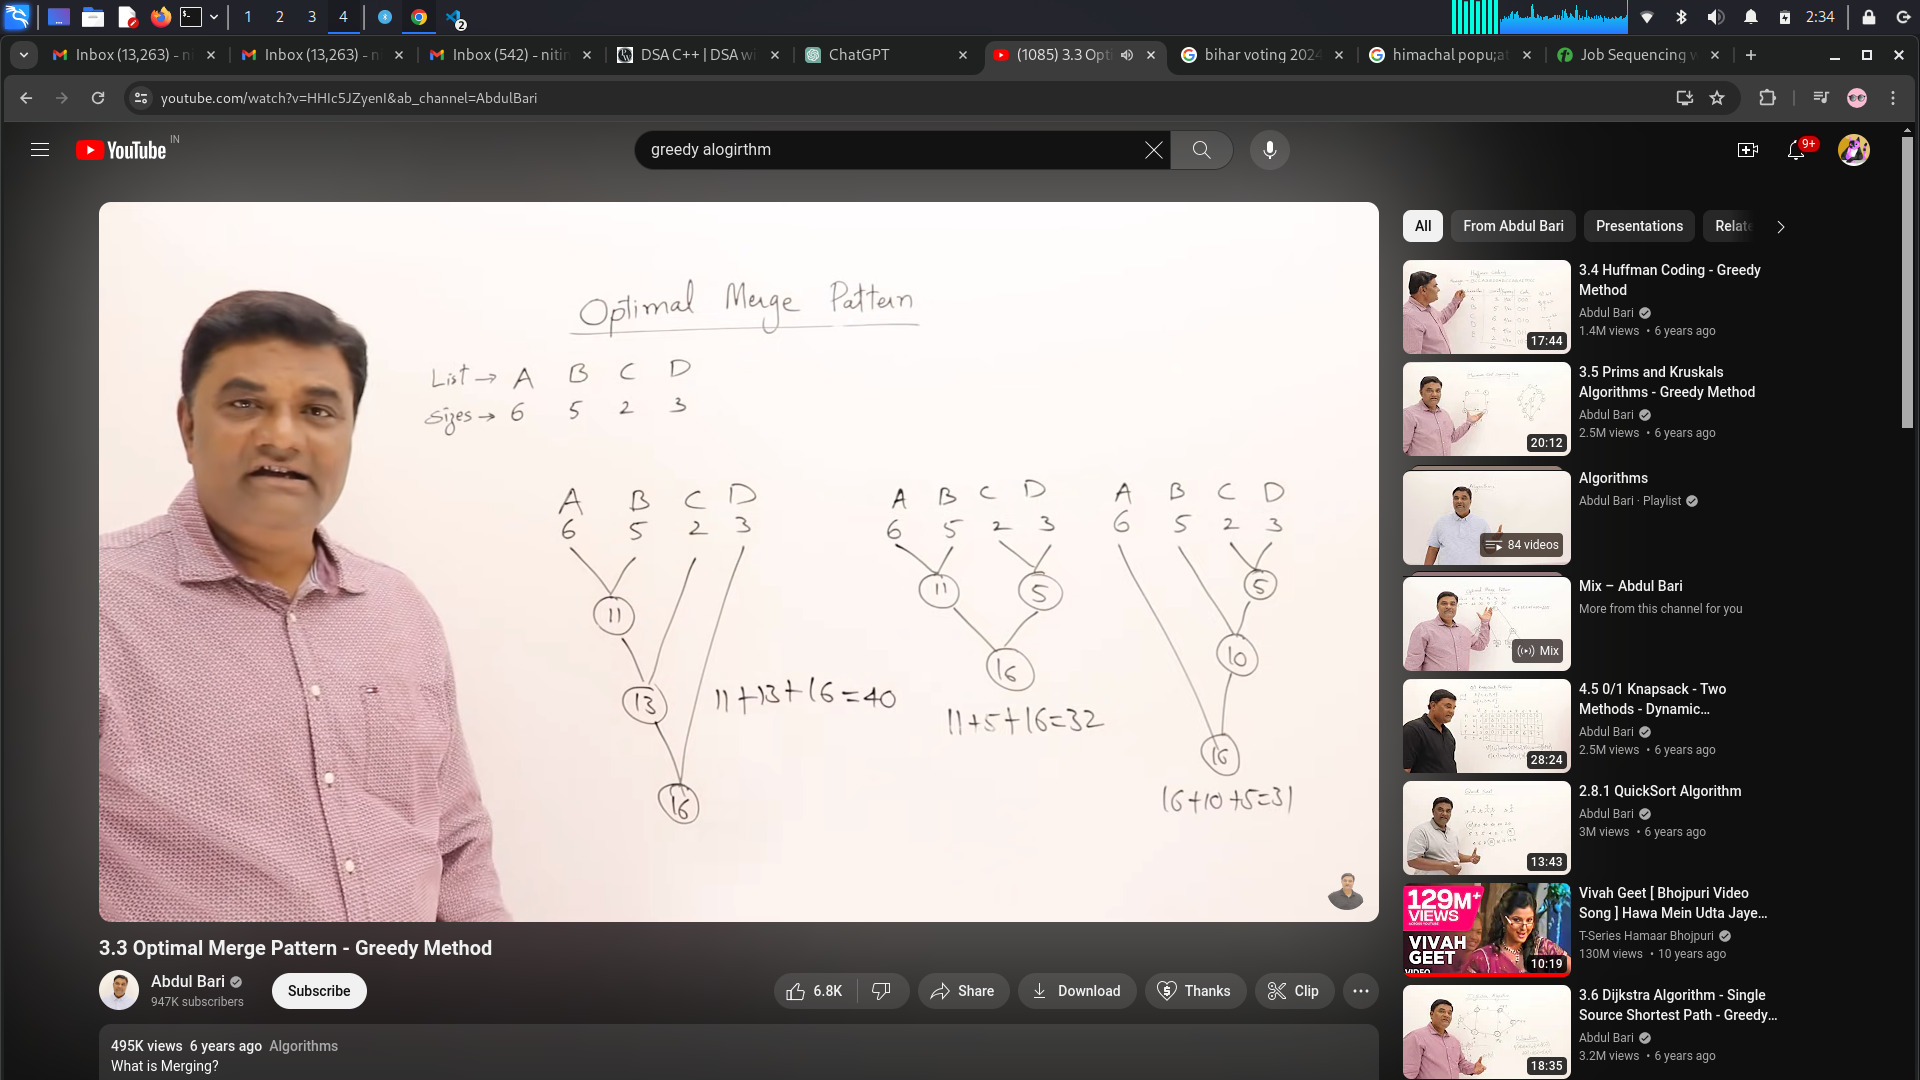 1 2 3 4 2 2:34
Inbox (13,263) - ni Inbox (13,263) - n Inbox (542) - nitin DSA C++ | DSA wi ChatGPT (1085) 3.3 Opti bihar voting 2024 himachal popu;at Job Sequencing w
youtube.com/watch?v=HHIc5JZyenI&ab_channel=AbdulBari
YouTube IN
greedy alogirthm
9+
Optimal Merge Pattern
List → A B C D
Sizes → 6 5 2 3
A B C D
6 5 2 3
11
13
16
11+13+16=40
A B C D
6 5 2 3
11 5
16
11+5+16=32
A B C D
6 5 2 3
5
10
16
16+10+5=31
3.3 Optimal Merge Pattern - Greedy Method
Abdul Bari
947K subscribers
Subscribe
6.8K Share Download Thanks Clip
495K views 6 years ago Algorithms
What is Merging?
All From Abdul Bari Presentations Relate
3.4 Huffman Coding - Greedy
Method
Abdul Bari
1.4M views • 6 years ago
17:44
3.5 Prims and Kruskals
Algorithms - Greedy Method
Abdul Bari
2.5M views • 6 years ago
20:12
Algorithms
Abdul Bari · Playlist
84 videos
Mix – Abdul Bari
More from this channel for you
Mix
4.5 0/1 Knapsack - Two
Methods - Dynamic...
Abdul Bari
2.5M views • 6 years ago
28:24
2.8.1 QuickSort Algorithm
Abdul Bari
3M views • 6 years ago
13:43
129M+
VIEWS
VIVAH
GEET
VIDEO
10:19
Vivah Geet [ Bhojpuri Video
Song ] Hawa Mein Udta Jaye...
T-Series Hamaar Bhojpuri
130M views • 10 years ago
3.6 Dijkstra Algorithm - Single
Source Shortest Path - Greedy...
Abdul Bari
3.2M views • 6 years ago
18:35